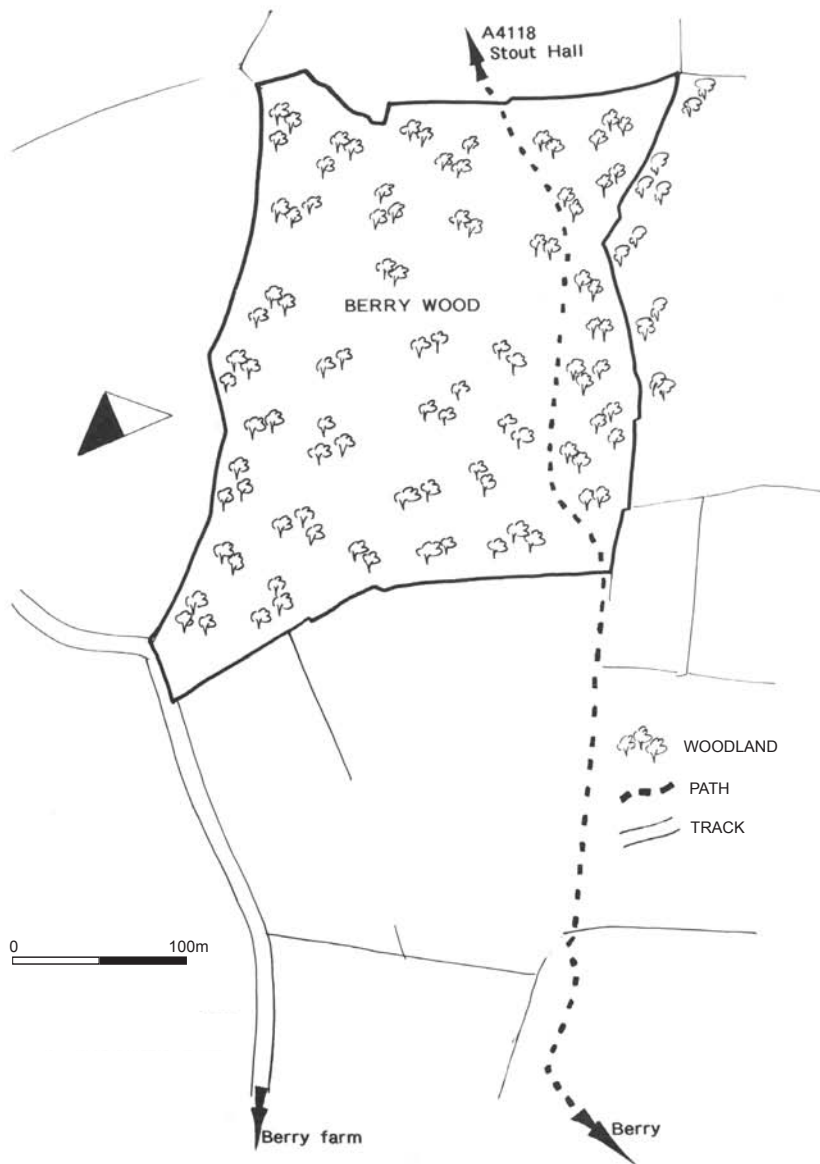 A4118
Stout Hall
BERRY WOOD
WOODLAND
PATH
TRACK
0 100m
Berry farm
Berry